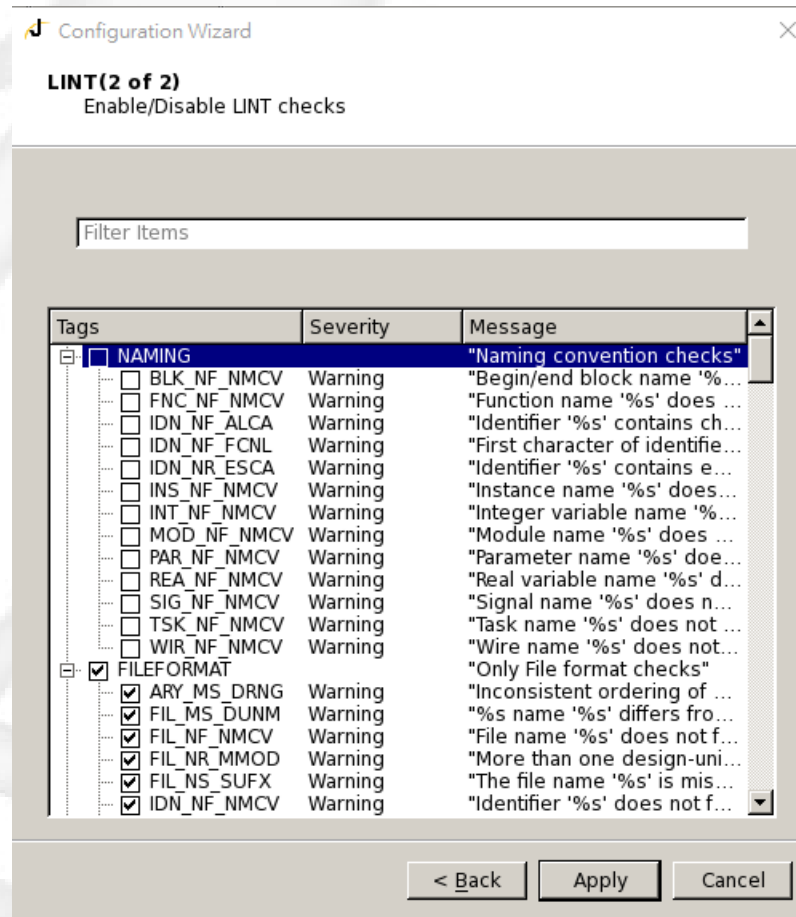 Configuration Wizard
LINT(2 of 2)
Enable/Disable LINT checks
Filter Items
Tags Severity Message
NAMING "Naming convention checks"
BLK_NF_NMCV Warning "Begin/end block name '%...
FNC_NF_NMCV Warning "Function name '%s' does ...
IDN_NF_ALCA Warning "Identifier '%s' contains ch...
IDN_NF_FCNL Warning "First character of identifie...
IDN_NR_ESCA Warning "Identifier '%s' contains e...
INS_NF_NMCV Warning "Instance name '%s' does...
INT_NF_NMCV Warning "Integer variable name '%...
MOD_NF_NMCV Warning "Module name '%s' does ...
PAR_NF_NMCV Warning "Parameter name '%s' doe...
REA_NF_NMCV Warning "Real variable name '%s' d...
SIG_NF_NMCV Warning "Signal name '%s' does n...
TSK_NF_NMCV Warning "Task name '%s' does not ...
WIR_NF_NMCV Warning "Wire name '%s' does not...
FILEFORMAT "Only File format checks"
ARY_MS_DRNG Warning "Inconsistent ordering of ...
FIL_MS_DUNM Warning "%s name '%s' differs fro...
FIL_NF_NMCV Warning "File name '%s' does not f...
FIL_NR_MMOD Warning "More than one design-uni...
FIL_NS_SUFX Warning "The file name '%s' is mis...
IDN_NF_NMCV Warning "Identifier '%s' does not f...
< Back Apply Cancel